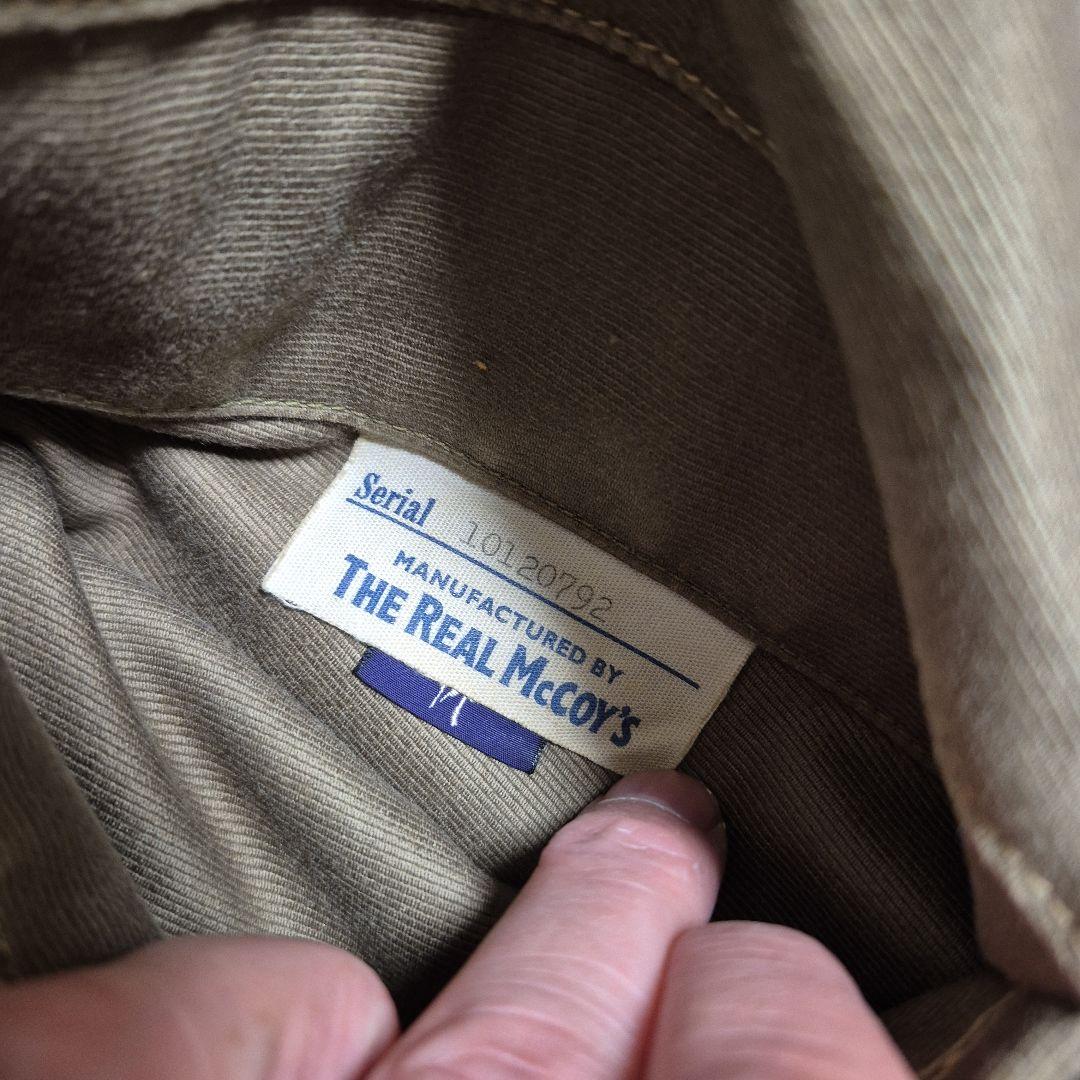 Serial 10120792
MANUFACTURED BY
THE REAL McCOY'S